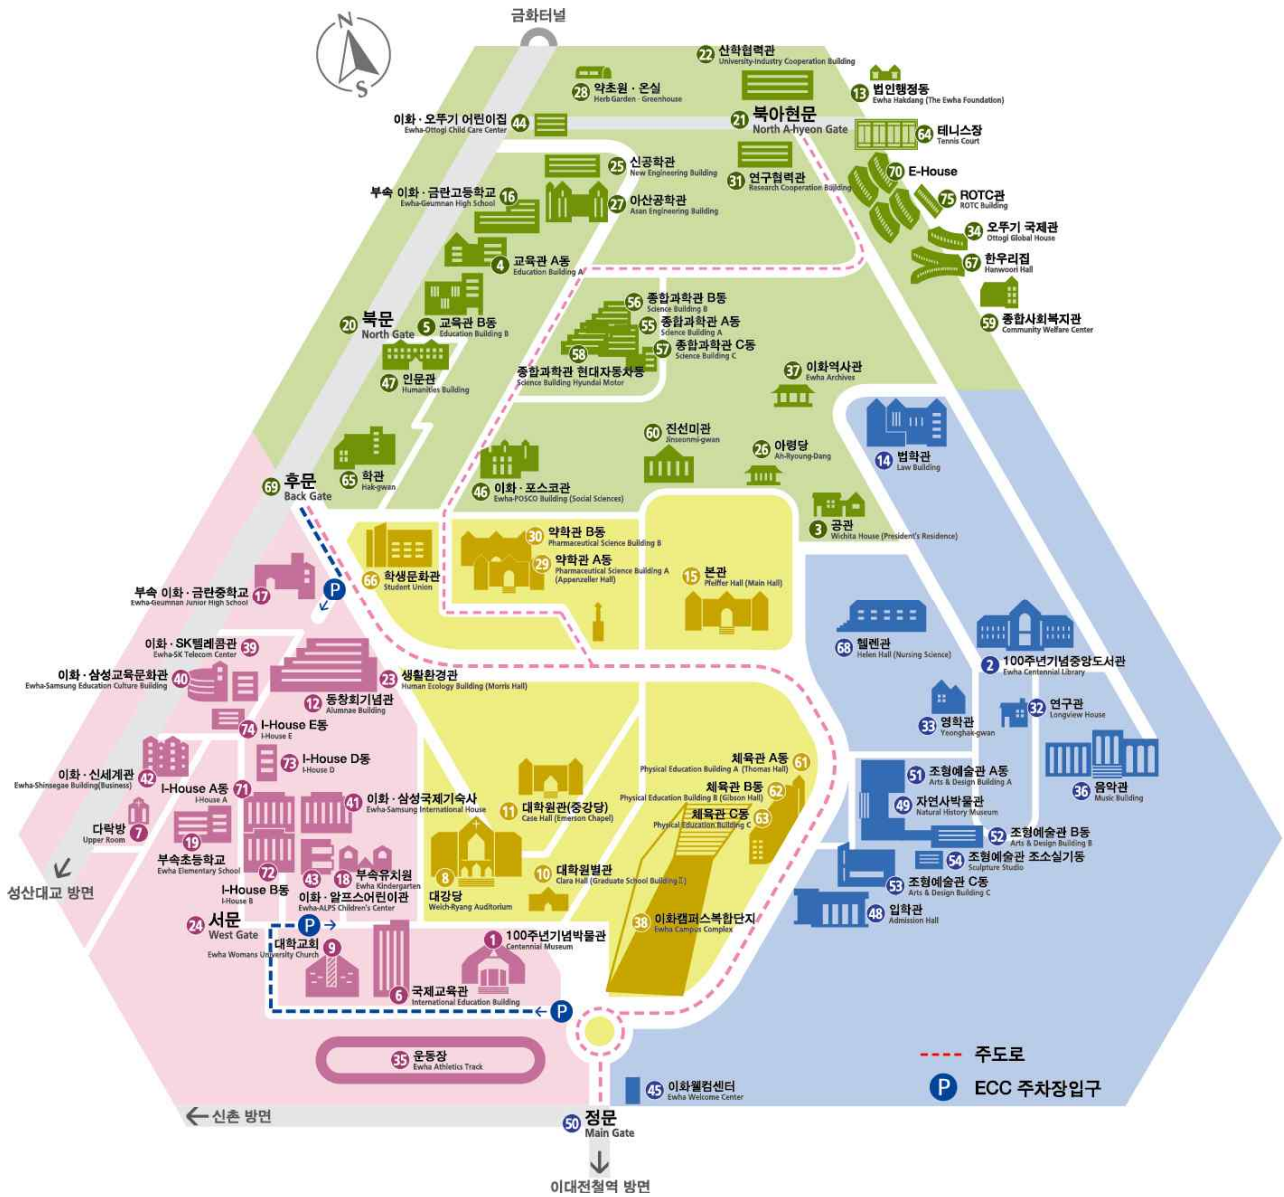 금화터널
N
S
22 산학협력관
University-Industry Cooperation Building
28 약초원 · 온실
Herb Garden · Greenhouse
13 법인행정동
Ewha Hakdang (The Ewha Foundation)
이화 · 오뚜기 어린이집 44
Ewha-Ottogi Child Care Center
21 북아현문
North A-hyeon Gate
64 테니스장
Tennis Court
25 신공학관
New Engineering Building
31 연구협력관
Research Cooperation Building
70 E-House
부속 이화 · 금란고등학교 16
Ewha-Geumnan High School
27 아산공학관
Asan Engineering Building
75 ROTC관
ROTC Building
34 오뚜기 국제관
Ottogi Global House
4 교육관 A동
Education Building A
67 한우리집
Hanwoori Hall
56 종합과학관 B동
Science Building B
20 북문
North Gate
5 교육관 B동
Education Building B
55 종합과학관 A동
Science Building A
59 종합사회복지관
Community Welfare Center
57 종합과학관 C동
Science Building C
58
종합과학관 현대자동차동
Science Building Hyundai Motor
47 인문관
Humanities Building
37 이화역사관
Ewha Archives
60 진선미관
Jinseonmi-gwan
26 아령당
Ah-Ryoung-Dang
14 법학관
Law Building
65 학관
Hak-gwan
69 후문
Back Gate
46 이화 · 포스코관
Ewha-POSCO Building (Social Sciences)
3 공관
Wichita House (President's Residence)
30 약학관 B동
Pharmaceutical Science Building B
29 약학관 A동
Pharmaceutical Science Building A
(Appenzeller Hall)
66 학생문화관
Student Union
15 본관
Pfeiffer Hall (Main Hall)
부속 이화 · 금란중학교 17
Ewha-Geumnan Junior High School
P
이화 · SK텔레콤관 39
Ewha-SK Telecom Center
68 헬렌관
Helen Hall (Nursing Science)
2 100주년기념중앙도서관
Ewha Centennial Library
이화 · 삼성교육문화관 40
Ewha-Samsung Education Culture Building
23 생활환경관
Human Ecology Building (Morris Hall)
12 동창회기념관
Alumnae Building
32 연구관
Longview House
33 영학관
Yeonghak-gwan
74 I-House E동
I-House E
73 I-House D동
I-House D
이화 · 신세계관 42
Ewha-Shinsegae Building(Business)
I-House A동 71
I-House A
체육관 A동 61
Physical Education Building A (Thomas Hall)
51 조형예술관 A동
Arts & Design Building A
체육관 B동 62
Physical Education Building B (Gibson Hall)
36 음악관
Music Building
41 이화 · 삼성국제기숙사
Ewha-Samsung International House
11 대학원관(중강당)
Case Hall (Emerson Chapel)
체육관 C동 63
Physical Education Building C
49 자연사박물관
Natural History Museum
다락방 7
Upper Room
19
부속초등학교
Ewha Elementary School
52 조형예술관 B동
Arts & Design Building B
54 조형예술관 조소실기동
Sculpture Studio
72
I-House B동
I-House B
43
18 부속유치원
Ewha Kindergarten
이화 · 알프스어린이관
Ewha-ALPS Children's Center
8
대강당
Welch-Ryang Auditorium
10 대학원별관
Clara Hall (Graduate School BuildingⅡ)
53 조형예술관 C동
Arts & Design Building C
성산대교 방면
48 입학관
Admission Hall
24 서문
West Gate
P
38 이화캠퍼스복합단지
Ewha Campus Complex
대학교회 9
Ewha Womans University Church
1 100주년기념박물관
Centennial Museum
6 국제교육관
International Education Building
P
35 운동장
Ewha Athletics Track
주도로
P ECC 주차장입구
45 이화웰컴센터
Ewha Welcome Center
신촌 방면
50 정문
Main Gate
이대전철역 방면